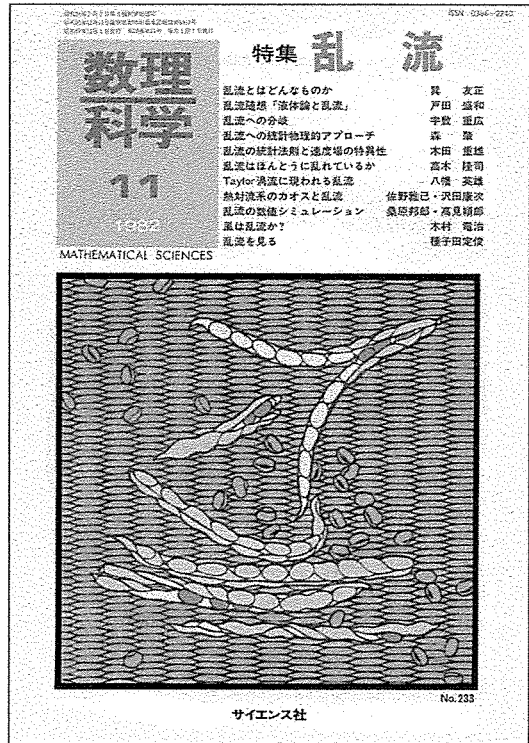 数理
科学
11
1982
MATHEMATICAL SCIENCES
特集 乱流
乱流とはどんなものか 巽 友正
乱流随想「液体論と乱流」 戸田 盛和
乱流への分岐 宇敷 重広
乱流への統計物理的アプローチ 森 肇
乱流の統計法則と速度場の特異性 木田 重雄
乱流はほんとうに乱れているか 高木 隆司
Taylor渦流に現われる乱流 八幡 英雄
熱対流系のカオスと乱流 佐野雅己・沢田康次
乱流の数値シミュレーション 桑原邦郎・高見穎郎
風は乱流か? 木村 竜治
乱流を見る 種子田定俊
No.233
サイエンス社